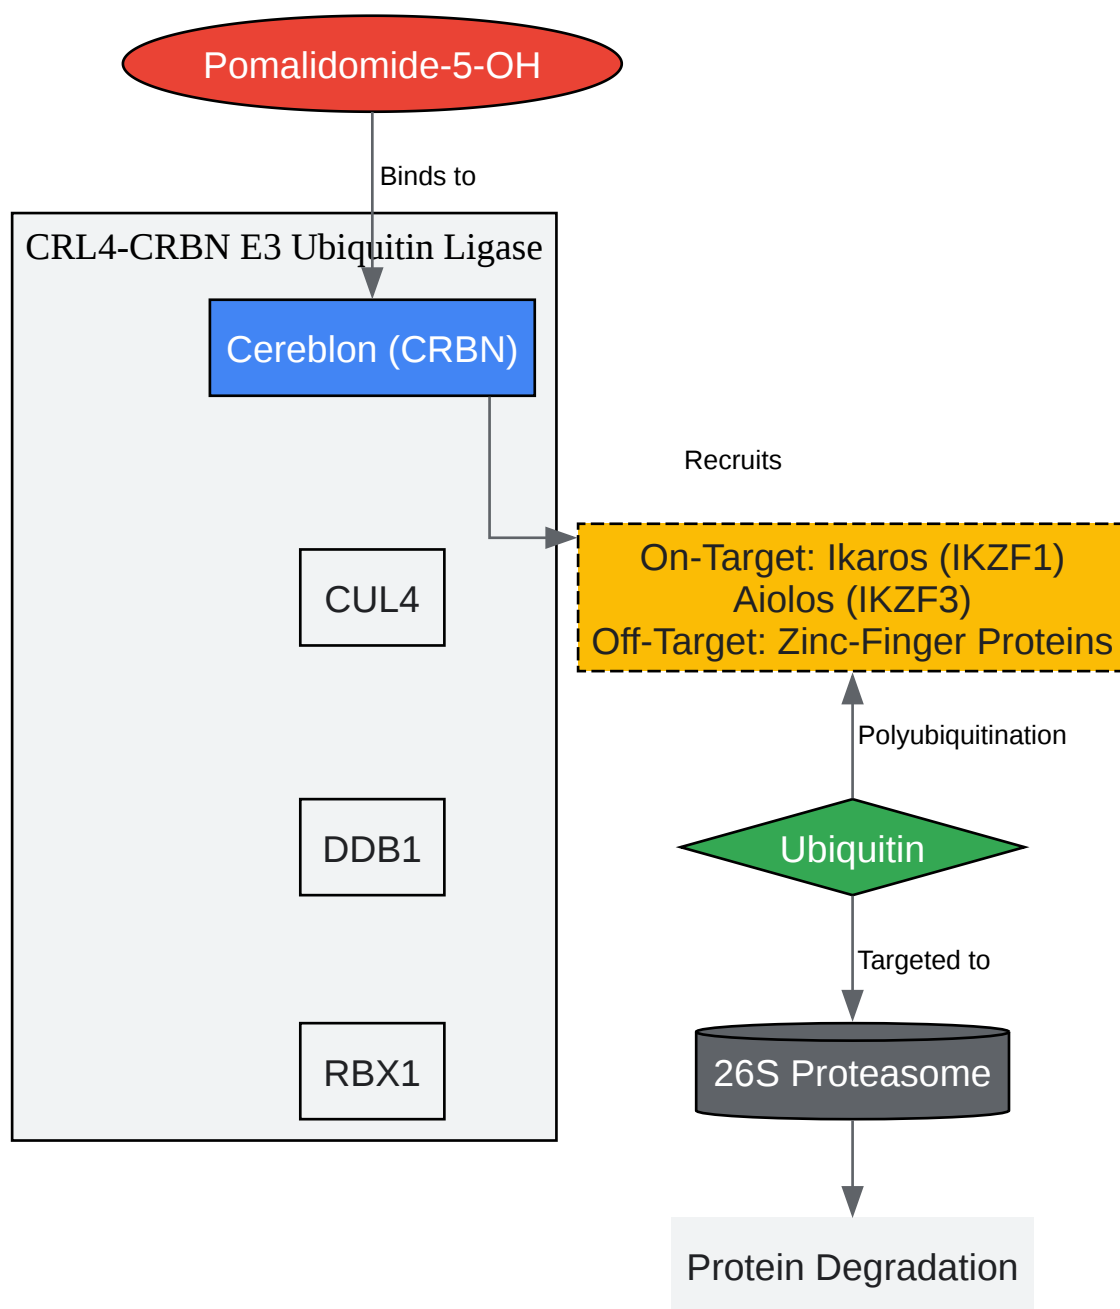 Pomalidomide-5-OH
Binds to
CRL4-CRBN E3 Ubiquitin Ligase
Cereblon (CRBN)
Recruits
On-Target: Ikaros (IKZF1)
Aiolos (IKZF3)
Off-Target: Zinc-Finger Proteins
CUL4
Polyubiquitination
DDB1
Ubiquitin
Targeted to
RBX1
26S Proteasome
Protein Degradation